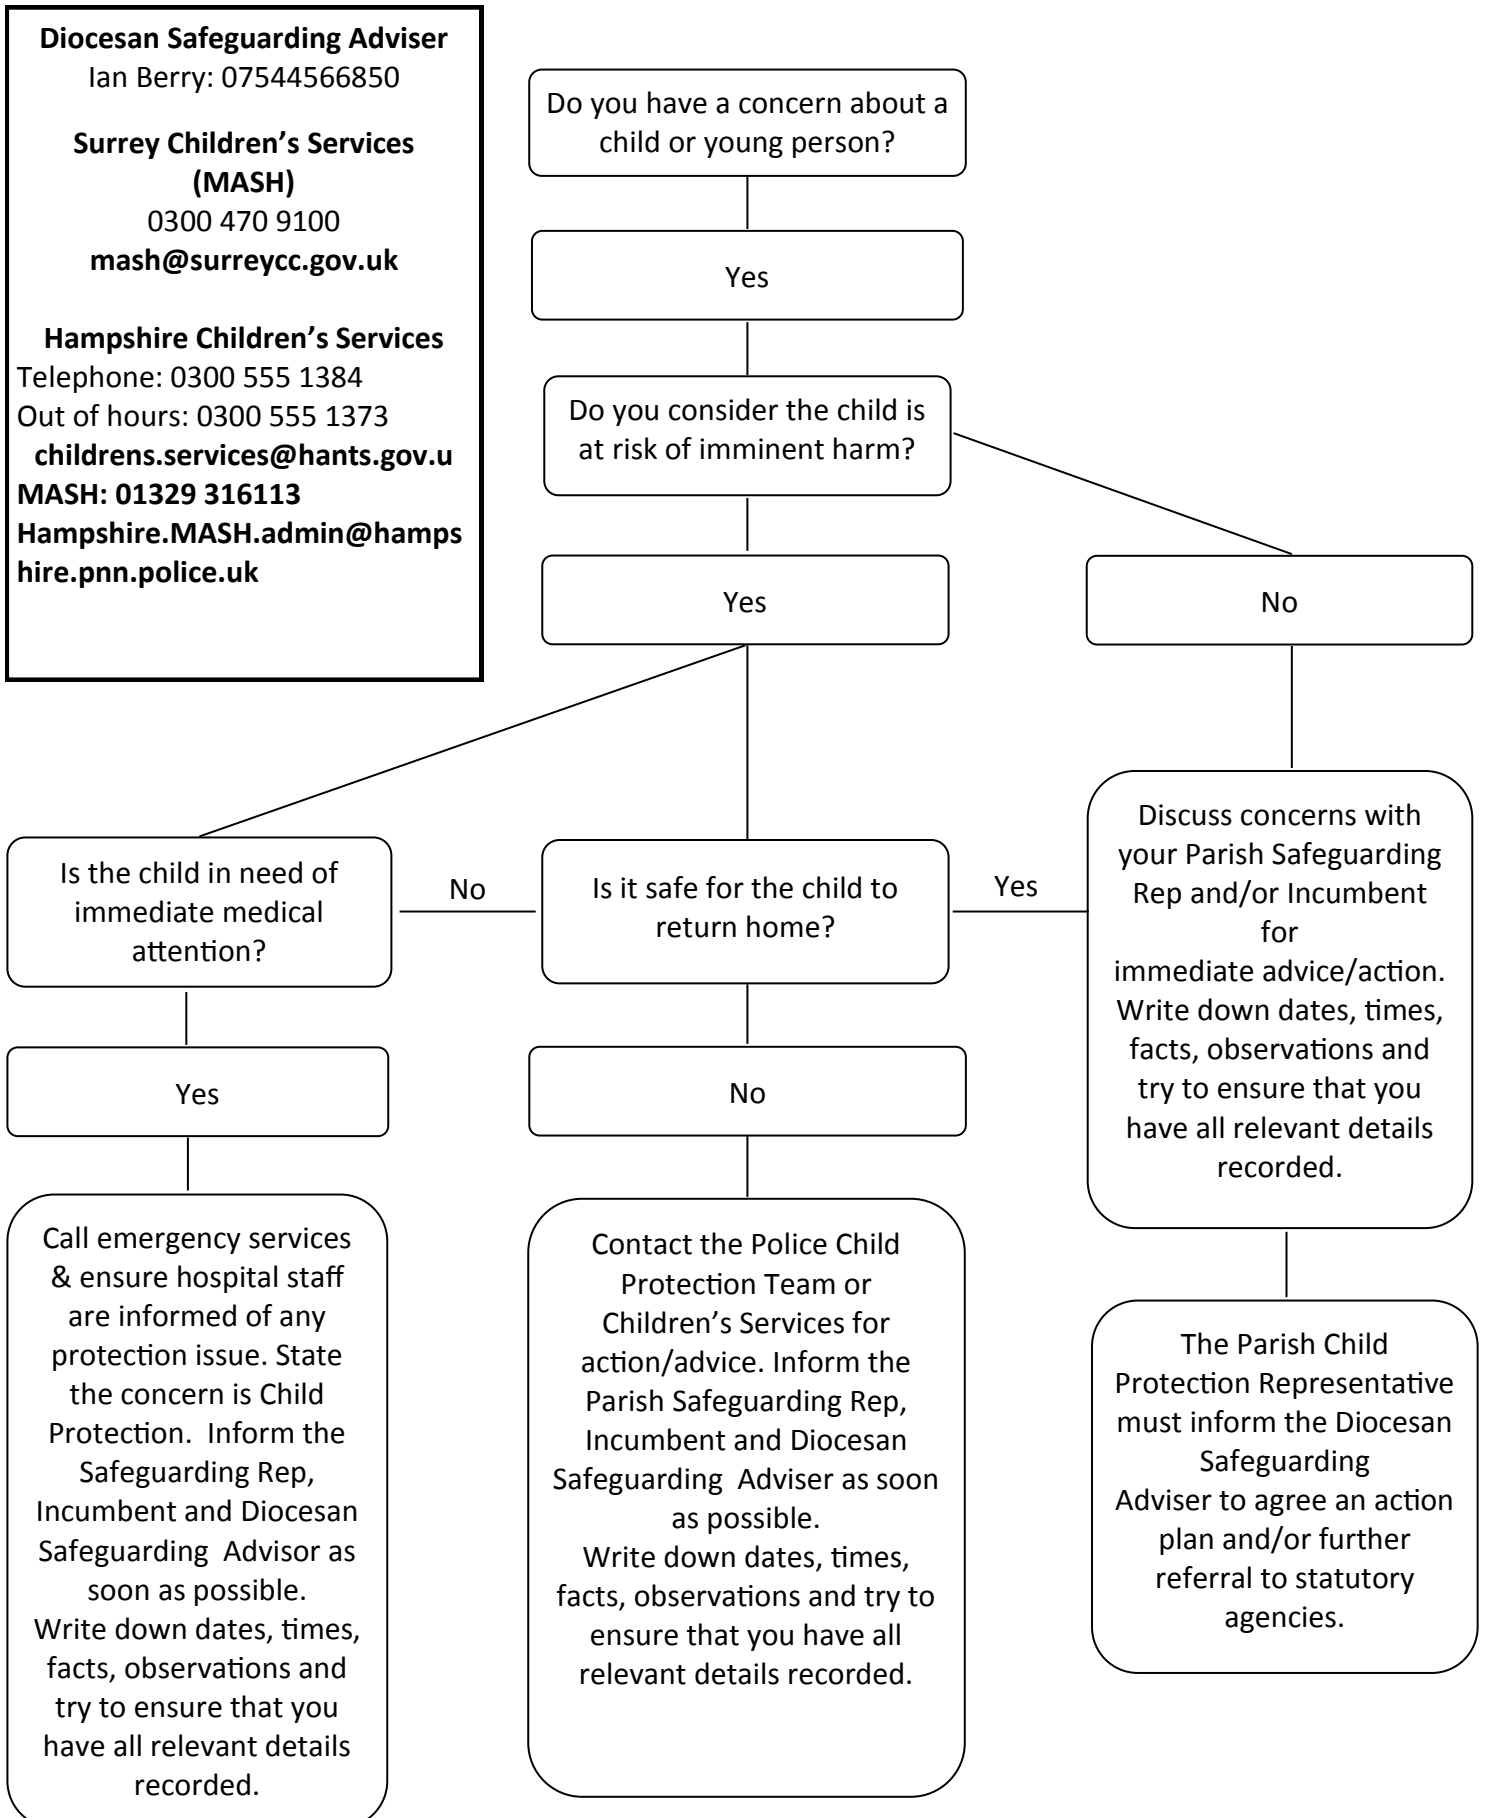 Diocesan Safeguarding Adviser
Ian Berry: 07544566850
Surrey Children’s Services
(MASH)
0300 470 9100
mash@surreycc.gov.uk
Hampshire Children’s Services
Telephone: 0300 555 1384
Out of hours: 0300 555 1373
childrens.services@hants.gov.u
MASH: 01329 316113
Hampshire.MASH.admin@hamps
hire.pnn.police.uk
Do you have a concern about a
child or young person?
Yes
Do you consider the child is
at risk of imminent harm?
Yes
No
Is the child in need of
immediate medical
attention?
No
Is it safe for the child to
return home?
Yes
Discuss concerns with
your Parish Safeguarding
Rep and/or Incumbent
for
immediate advice/action.
Write down dates, times,
facts, observations and
try to ensure that you
have all relevant details
recorded.
Yes
No
Call emergency services
& ensure hospital staff
are informed of any
protection issue. State
the concern is Child
Protection.  Inform the
Safeguarding Rep,
Incumbent and Diocesan
Safeguarding  Advisor as
soon as possible.
Write down dates, times,
facts, observations and
try to ensure that you
have all relevant details
recorded.
Contact the Police Child
Protection Team or
Children’s Services for
action/advice. Inform the
Parish Safeguarding Rep,
Incumbent and Diocesan
Safeguarding  Adviser as soon
as possible.
Write down dates, times,
facts, observations and try to
ensure that you have all
relevant details recorded.
The Parish Child
Protection Representative
must inform the Diocesan
Safeguarding
Adviser to agree an action
plan and/or further
referral to statutory
agencies.